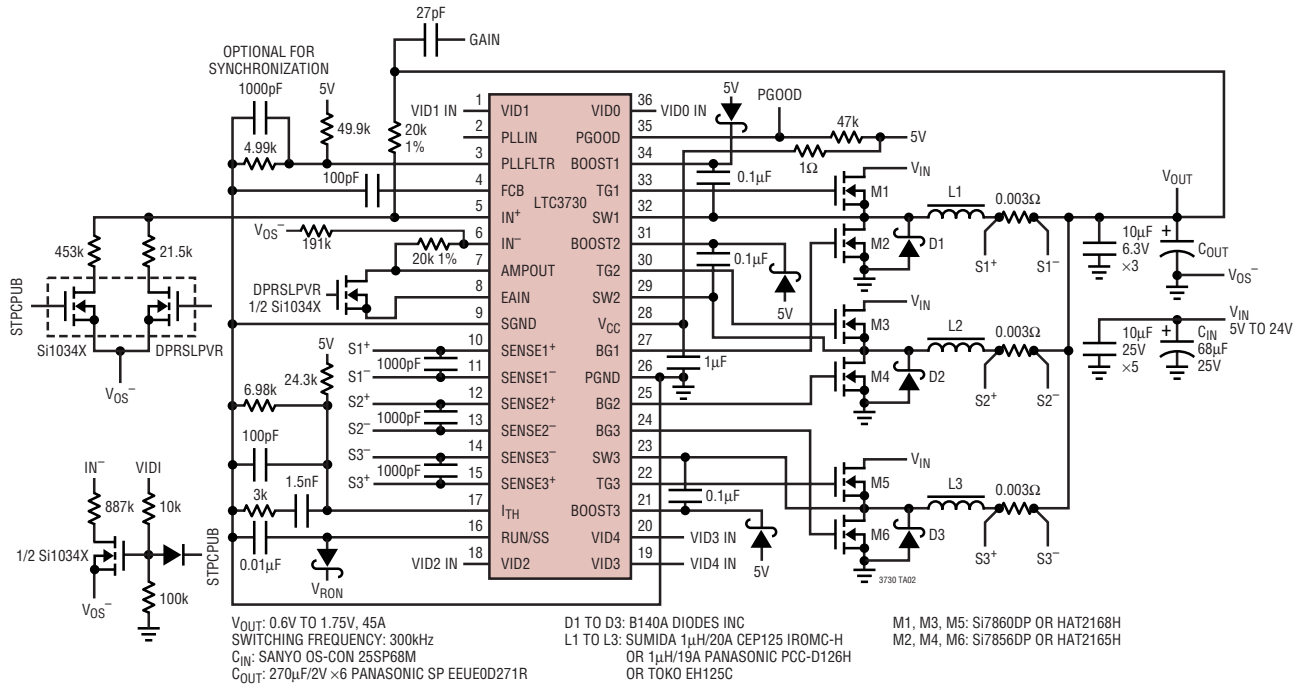 27pF
GAIN
OPTIONAL FOR
SYNCHRONIZATION
1000pF
5V
49.9k
4.99k
20k
1%
100pF
VID1 IN
1 VID1
2 PLLIN
3 PLLFLTR
4 FCB
5 IN+
6 IN−
7 AMPOUT
8 EAIN
9 SGND
10 SENSE1+
11 SENSE1−
12 SENSE2+
13 SENSE2−
14 SENSE3−
15 SENSE3+
17 ITH
16 RUN/SS
18 VID2
LTC3730
36 VID0
35 PGOOD
34 BOOST1
33 TG1
32 SW1
31 BOOST2
30 TG2
29 SW2
28 VCC
27 BG1
26 PGND
25 BG2
24 BG3
23 SW3
22 TG3
21 BOOST3
20 VID4
19 VID3
VID0 IN
5V
PGOOD
47k
5V
1Ω
0.1µF
VIN
M1
M2
D1
L1
0.003Ω
S1+
S1−
VOUT
10µF
6.3V
×3
+
COUT
VOS−
0.1µF
5V
VIN
M3
M4
D2
L2
0.003Ω
S2+
S2−
VIN
5V TO 24V
10µF
25V
×5
+
CIN
68µF
25V
1µF
0.1µF
5V
VIN
M5
M6
D3
L3
0.003Ω
S3+
S3−
VID3 IN
VID4 IN
3730 TA02
VOS−
191k
20k 1%
453k
21.5k
DPRSLPVR
1/2 Si1034X
STPCPUB
Si1034X
DPRSLPVR
VOS−
5V
24.3k
6.98k
S1+
1000pF
S1−
S2+
1000pF
S2−
S3−
1000pF
S3+
100pF
1.5nF
3k
0.01µF
VRON
VID2 IN
IN−
VIDI
887k
10k
1/2 Si1034X
STPCPUB
100k
VOS−
VOUT: 0.6V TO 1.75V, 45A
SWITCHING FREQUENCY: 300kHz
CIN: SANYO OS-CON 25SP68M
COUT: 270µF/2V ×6 PANASONIC SP EEUE0D271R
D1 TO D3: B140A DIODES INC
L1 TO L3: SUMIDA 1µH/20A CEP125 IROMC-H
OR 1µH/19A PANASONIC PCC-D126H
OR TOKO EH125C
M1, M3, M5: Si7860DP OR HAT2168H
M2, M4, M6: Si7856DP OR HAT2165H